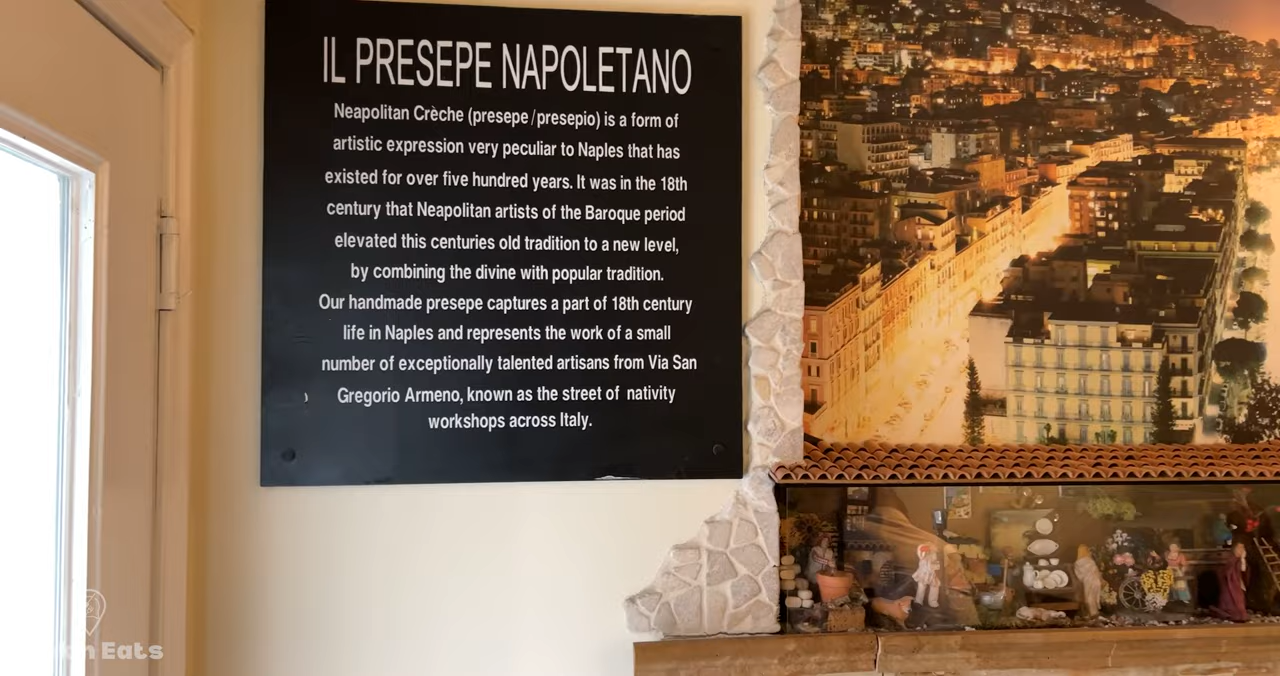 IL PRESEPE NAPOLETANO
Neapolitan Crèche (presepe/presepio) is a form of
artistic expression very peculiar to Naples that has
existed for over five hundred years. It was in the 18th
century that Neapolitan artists of the Baroque period
elevated this centuries old tradition to a new level,
by combining the divine with popular tradition.
Our handmade presepe captures a part of 18th century
life in Naples and represents the work of a small
number of exceptionally talented artisans from Via San
Gregorio Armeno, known as the street of nativity
workshops across Italy.
Eats